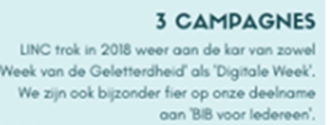 3 CAMPAGNES
LINC trok in 2018 weer aan de kar van zowel
Week van de Geletterdheid' als 'Digitale Week'.
We zijn ook bijzonder fier op onze deelname
aan 'BIB voor Iedereen'.